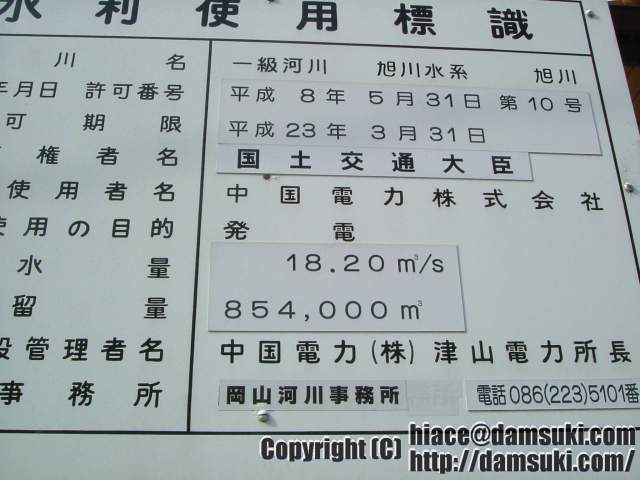 水利使用標識
川名 一級河川 旭川水系 旭川
年月日 許可番号 平成 8年 5月31日 第10号
可期限 平成23年 3月31日
権者名 国土交通大臣
使用者名 中国電力株式会社
使用の目的 発電
水量 18.20 m³/s
留量 854,000 m³
設管理者名 中国電力(株)津山電力所長
事務所 岡山河川事務所 電話086(223)5101番
Copyright (C) hiace@damsuki.com
http://damsuki.com/